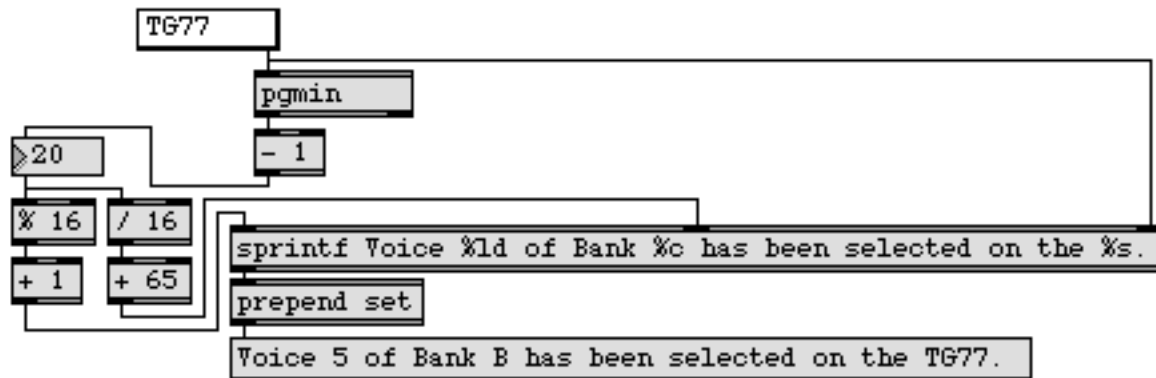 TG77
pgmin
- 1
20
% 16
/ 16
sprintf Voice %ld of Bank %c has been selected on the %s.
+ 1
+ 65
prepend set
Voice 5 of Bank B has been selected on the TG77.